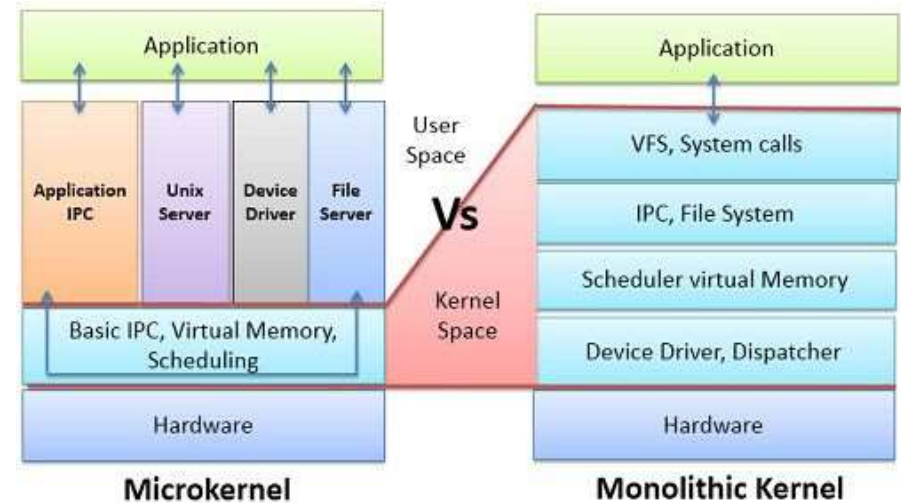 Application
Application
IPC
Unix
Server
Device
Driver
File
Server
Basic IPC, Virtual Memory,
Scheduling
Hardware
Microkernel
User
Space
Vs
Kernel
Space
Application
VFS, System calls
IPC, File System
Scheduler virtual Memory
Device Driver, Dispatcher
Hardware
Monolithic Kernel